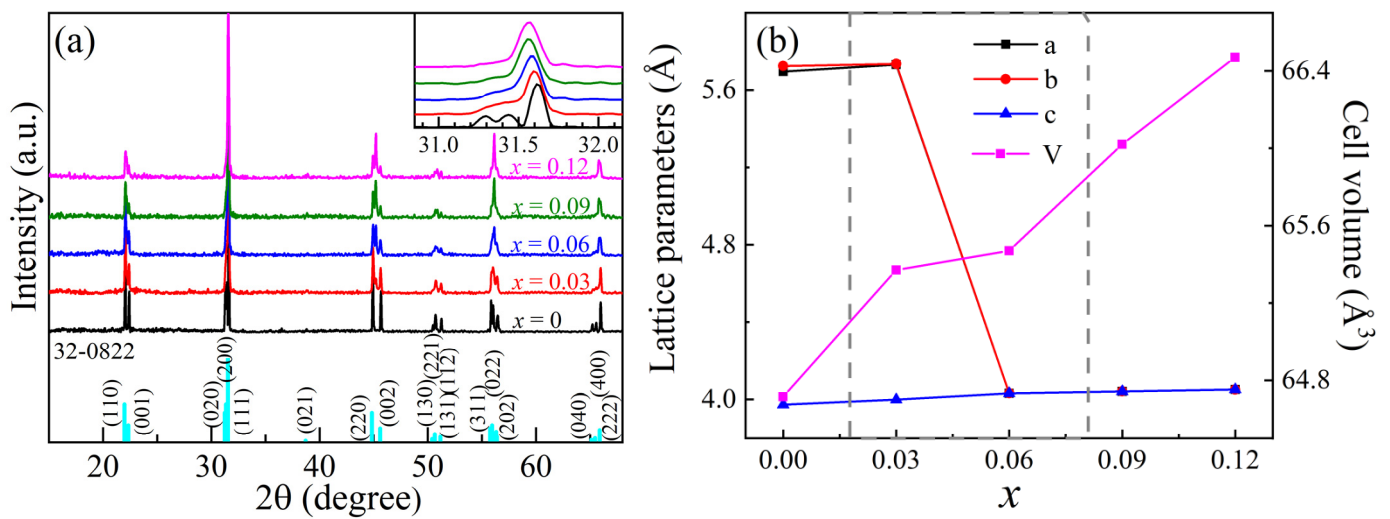 (a)
Intensity (a.u.)
31.0 31.5 32.0
x = 0.12
x = 0.09
x = 0.06
x = 0.03
x = 0
32-0822
(110)
(001)
(020)
(200)
(111)
(021)
(220)
(002)
(130)
(221)
(131)
(112)
(311)
(022)
(202)
(040)
(400)
(222)
20 30 40 50 60
2θ (degree)
(b)
Lattice parameters (Å)
5.6
4.8
4.0
a
b
c
V
66.4
65.6
64.8
Cell volume (Å³)
0.00 0.03 0.06 0.09 0.12
x